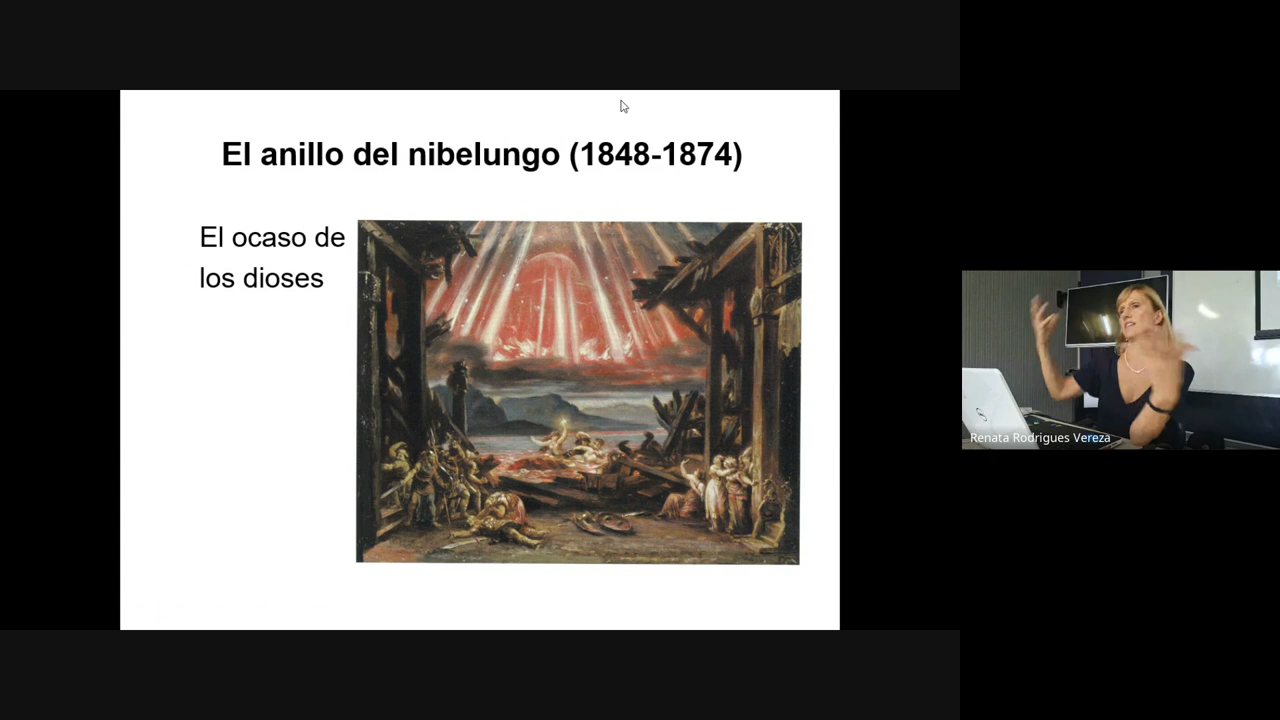 El anillo del nibelungo (1848-1874)
El ocaso de
los dioses
Renata Rodrigues Vereza